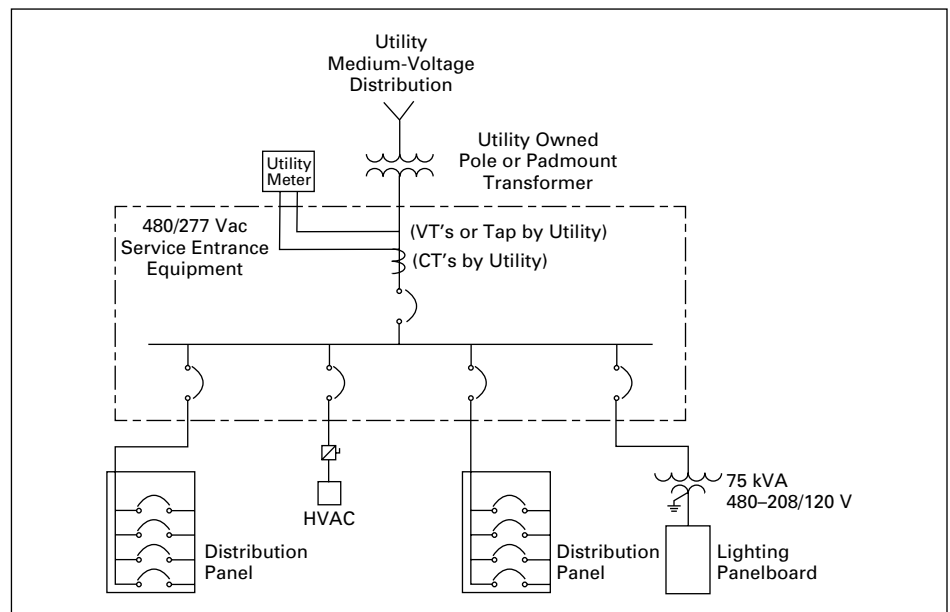 Utility
Medium-Voltage
Distribution
Utility Owned
Pole or Padmount
Transformer
Utility
Meter
480/277 Vac
Service Entrance
Equipment
(VT's or Tap by Utility)
(CT's by Utility)
HVAC
75 kVA
480–208/120 V
Distribution
Panel
Distribution
Panel
Lighting
Panelboard